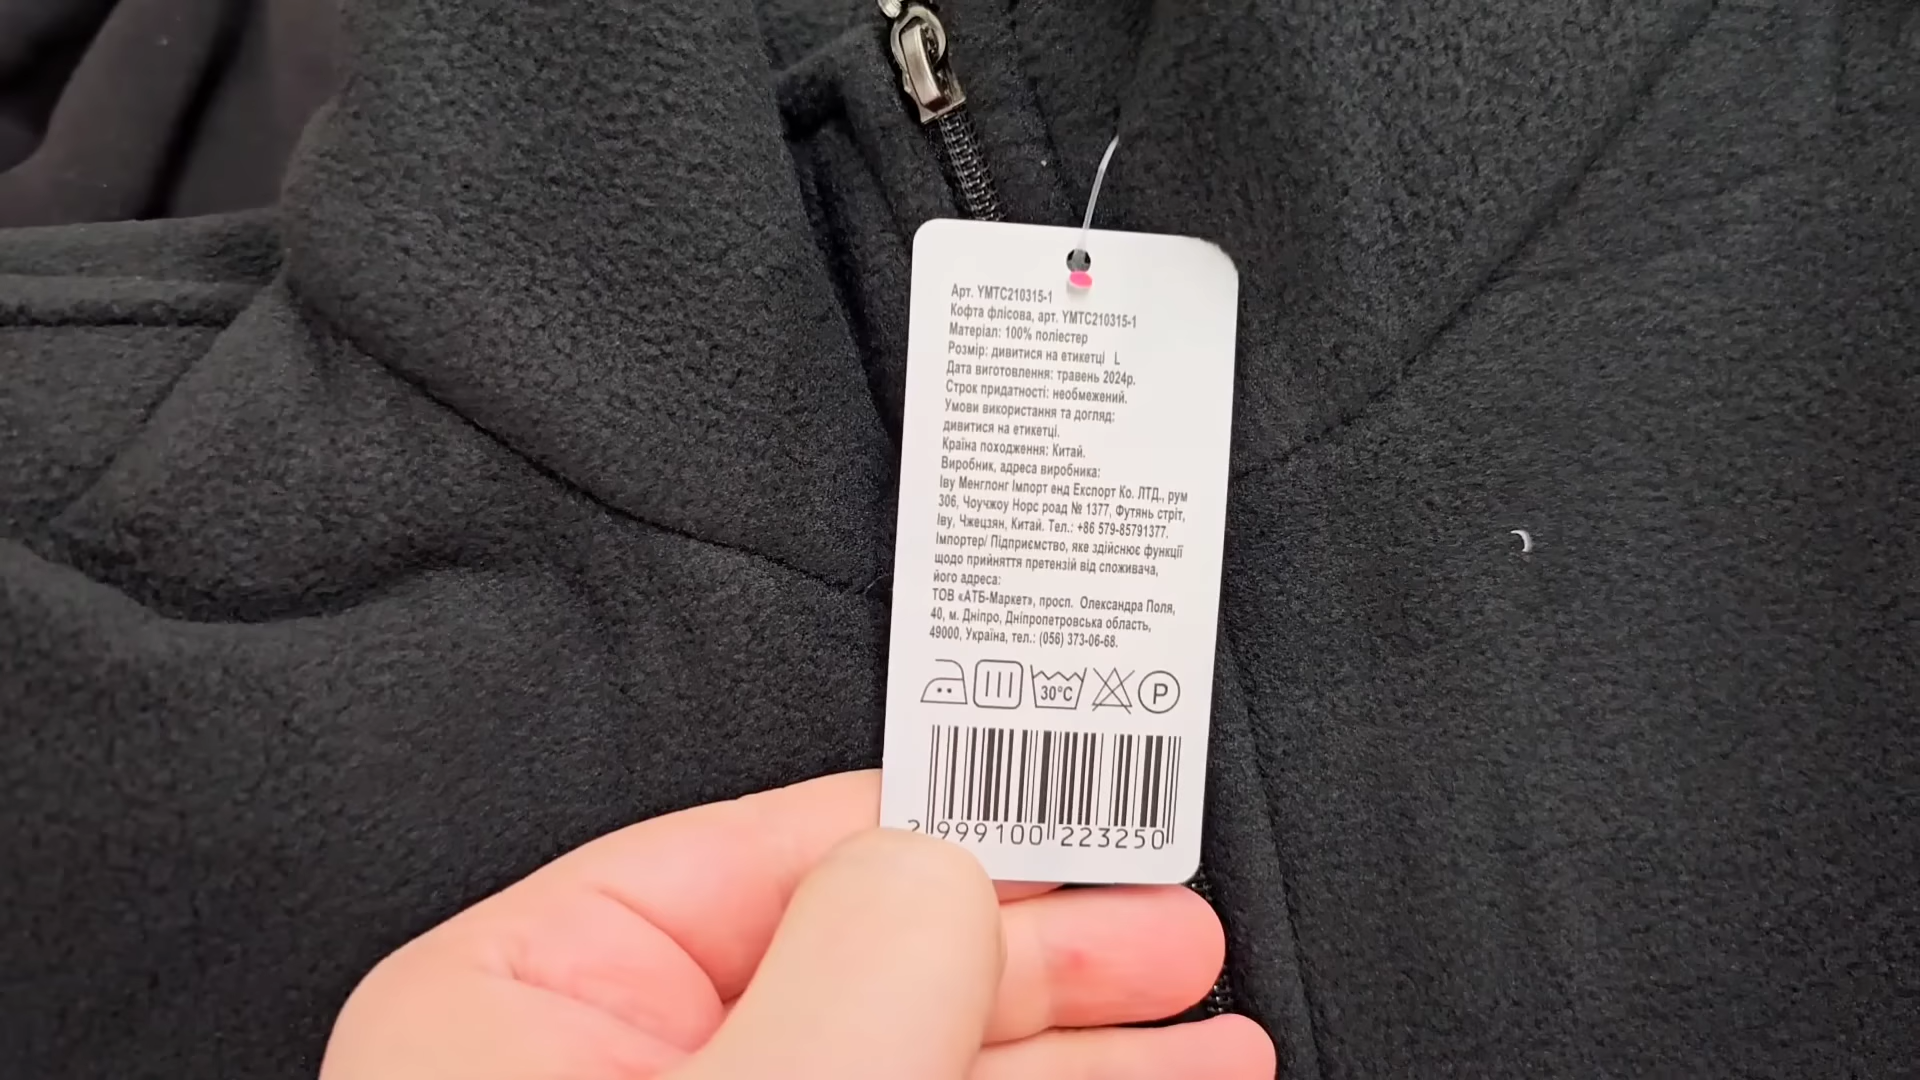 Арт. YMTC210315-1
Кофта флісова, арт. YMTC210315-1
Матеріал: 100% поліестер
Розмір: дивитися на етикетці L
Дата виготовлення: травень 2024р.
Строк придатності: необмежений.
Умови використання та догляд:
дивитися на етикетці.
Країна походження: Китай.
Виробник, адреса виробника:
Іву Менглонг Імпорт енд Експорт Ко. ЛТД., рум
306, Чоучжоу Норс роад № 1377, Футянь стріт,
Іву, Чжецзян, Китай. Тел.: +86 579-85791377.
Імпортер/ Підприємство, яке здійснює функції
щодо прийняття претензій від споживача,
його адреса:
ТОВ «АТБ-Маркет», просп. Олександра Поля,
40, м. Дніпро, Дніпропетровська область,
49000, Україна, тел.: (056) 373-06-68.
30°C P
2 999100 223250